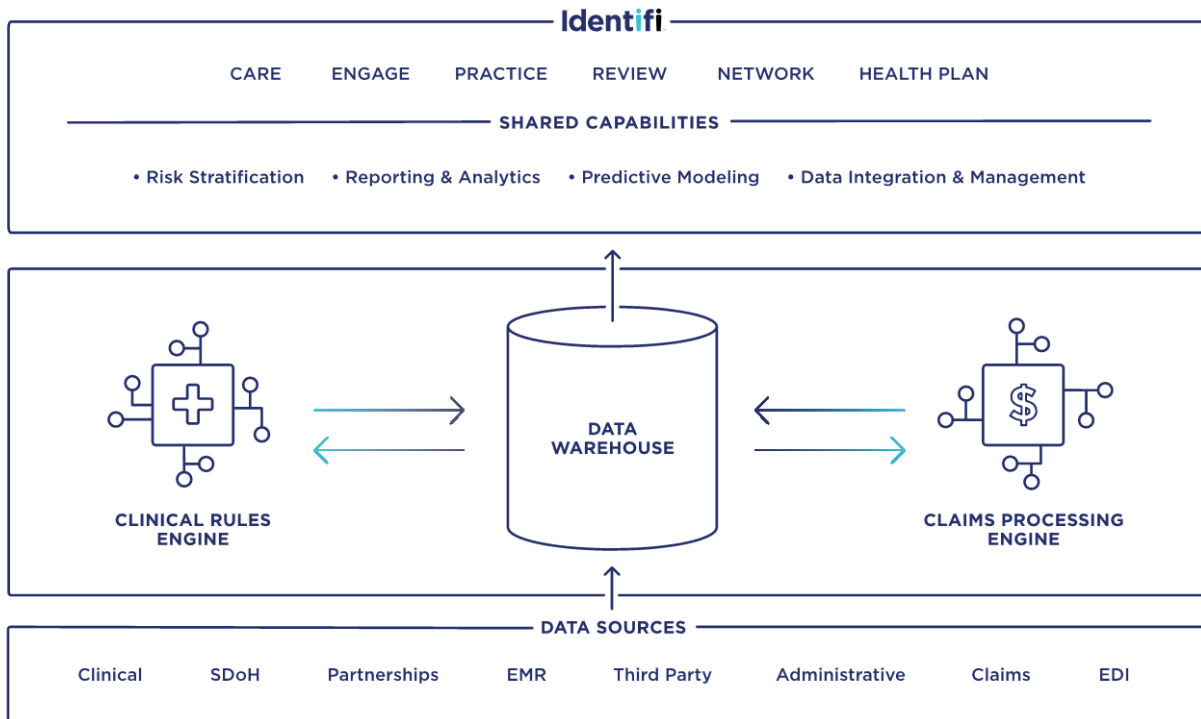 Identifi
CARE ENGAGE PRACTICE REVIEW NETWORK HEALTH PLAN
SHARED CAPABILITIES
• Risk Stratification • Reporting & Analytics • Predictive Modeling • Data Integration & Management
DATA
WAREHOUSE
CLINICAL RULES
ENGINE
$
CLAIMS PROCESSING
ENGINE
DATA SOURCES
Clinical SDoH Partnerships EMR Third Party Administrative Claims EDI